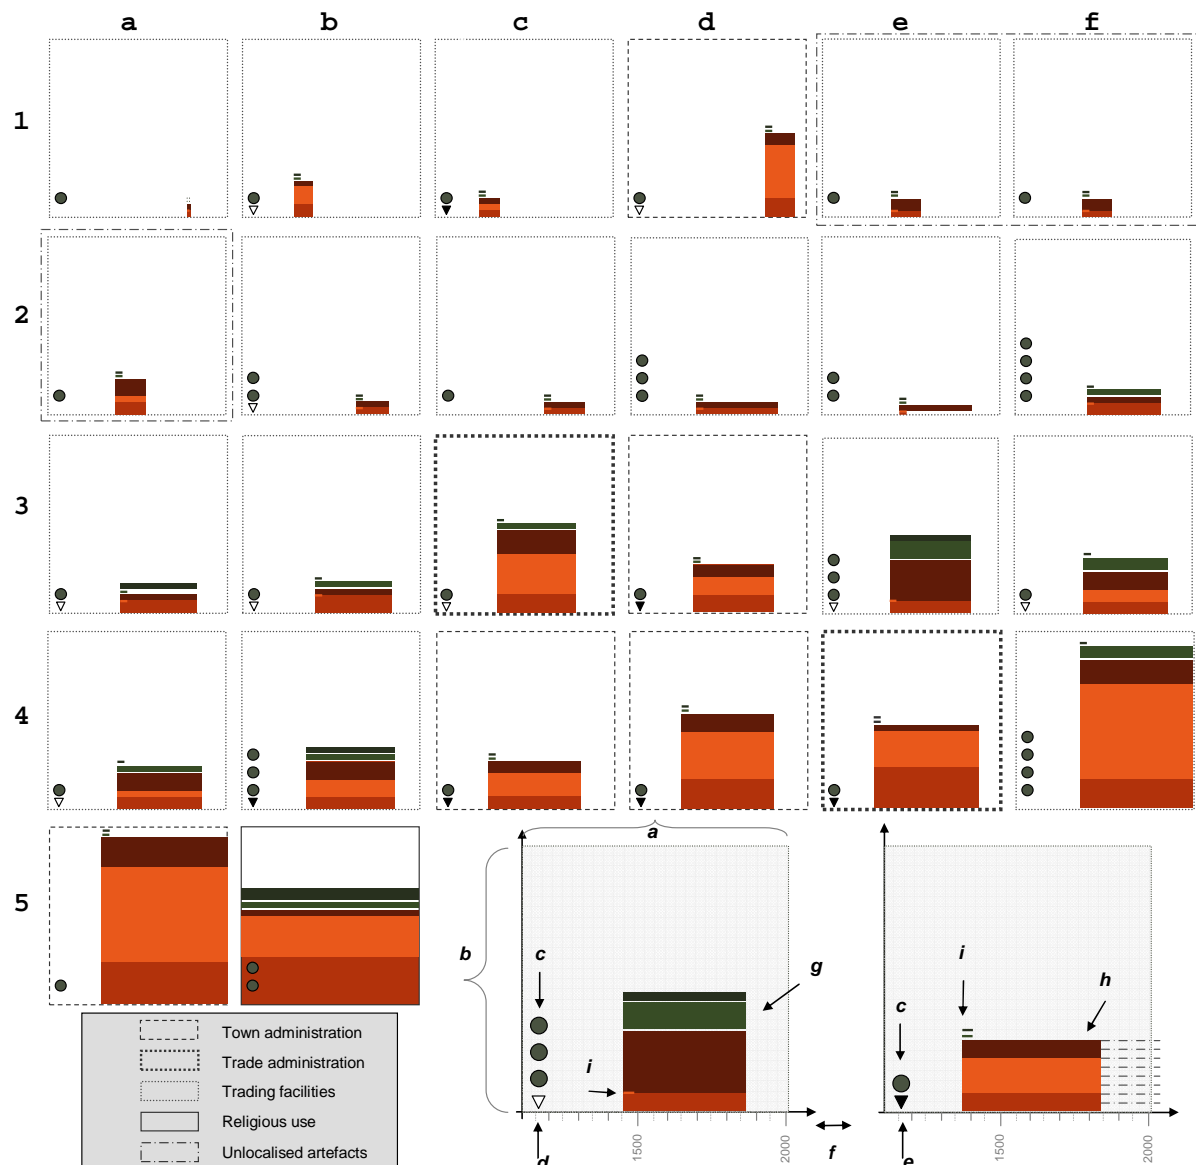 a b c d e f
1
2
3
4
5
a
b
c
g
i
d
1500
2000
f
i
h
c
e
1500
2000
Town administration
Trade administration
Trading facilities
Religious use
Unlocalised artefacts